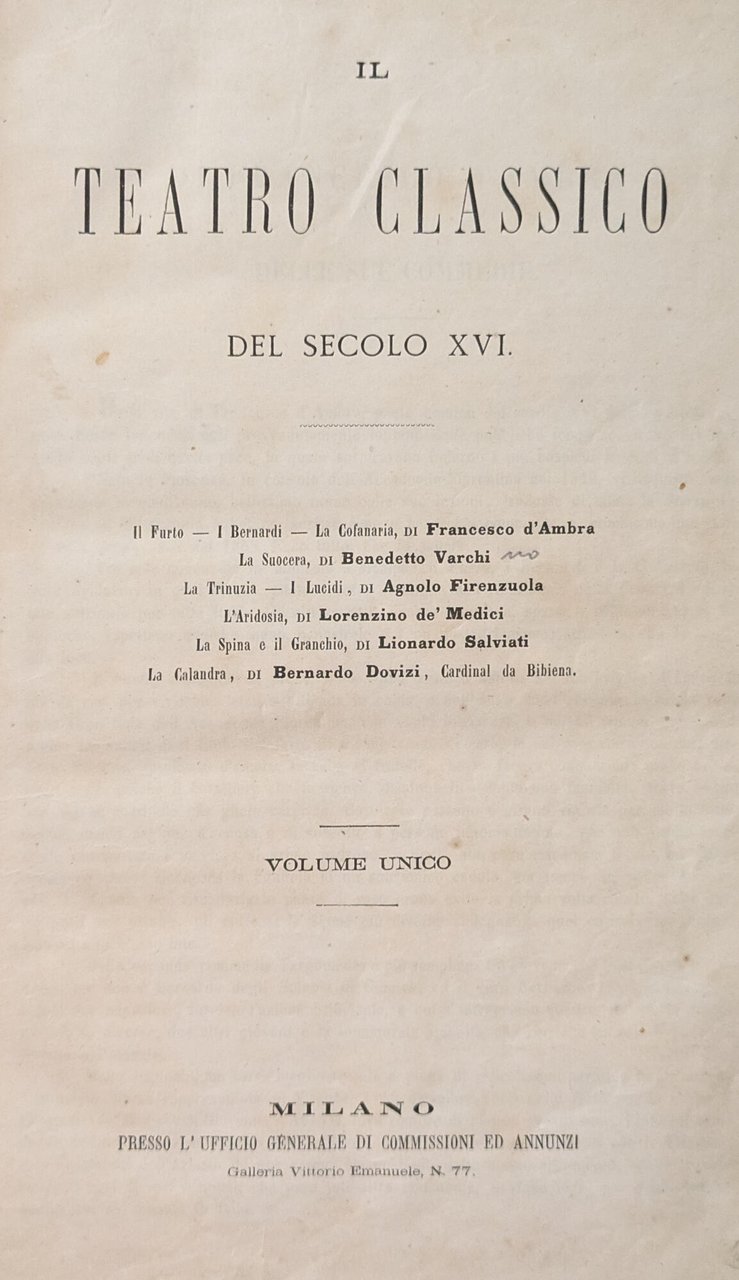 IL
TEATRO CLASSICO
DEL SECOLO XVI.
Il Furto — I Bernardi — La Cofanaria, DI Francesco d'Ambra
La Suocera, DI Benedetto Varchi
La Trinuzia — I Lucidi, DI Agnolo Firenzuola
L'Aridosia, DI Lorenzino de' Medici
La Spina e il Granchio, DI Lionardo Salviati
La Calandra, DI Bernardo Dovizi, Cardinal da Bibiena.
VOLUME UNICO
MILANO
PRESSO L'UFFICIO GENERALE DI COMMISSIONI ED ANNUNZI
Galleria Vittorio Emanuele, N. 77.